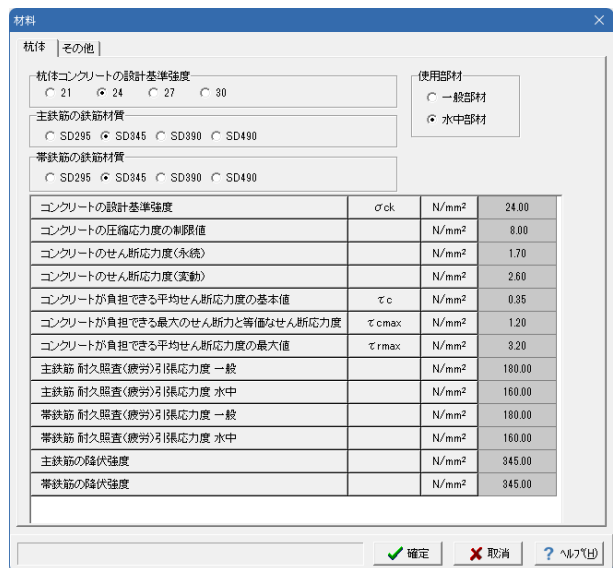 材料
杭体 その他
杭体コンクリートの設計基準強度
21 24 27 30
使用部材
一般部材
水中部材
主鉄筋の鉄筋材質
SD295 SD345 SD390 SD490
帯鉄筋の鉄筋材質
SD295 SD345 SD390 SD490
コンクリートの設計基準強度 σck N/mm² 24.00
コンクリートの圧縮応力度の制限値 N/mm² 8.00
コンクリートのせん断応力度(永続) N/mm² 1.70
コンクリートのせん断応力度(変動) N/mm² 2.60
コンクリートが負担できる平均せん断応力度の基本値 τc N/mm² 0.35
コンクリートが負担できる最大のせん断力と等価なせん断応力度 τcmax N/mm² 1.20
コンクリートが負担できる平均せん断応力度の最大値 τrmax N/mm² 3.20
主鉄筋 耐久照査(疲労)引張応力度 一般 N/mm² 180.00
主鉄筋 耐久照査(疲労)引張応力度 水中 N/mm² 160.00
帯鉄筋 耐久照査(疲労)引張応力度 一般 N/mm² 180.00
帯鉄筋 耐久照査(疲労)引張応力度 水中 N/mm² 160.00
主鉄筋の降伏強度 N/mm² 345.00
帯鉄筋の降伏強度 N/mm² 345.00
確定 取消 ? ヘルプ(H)